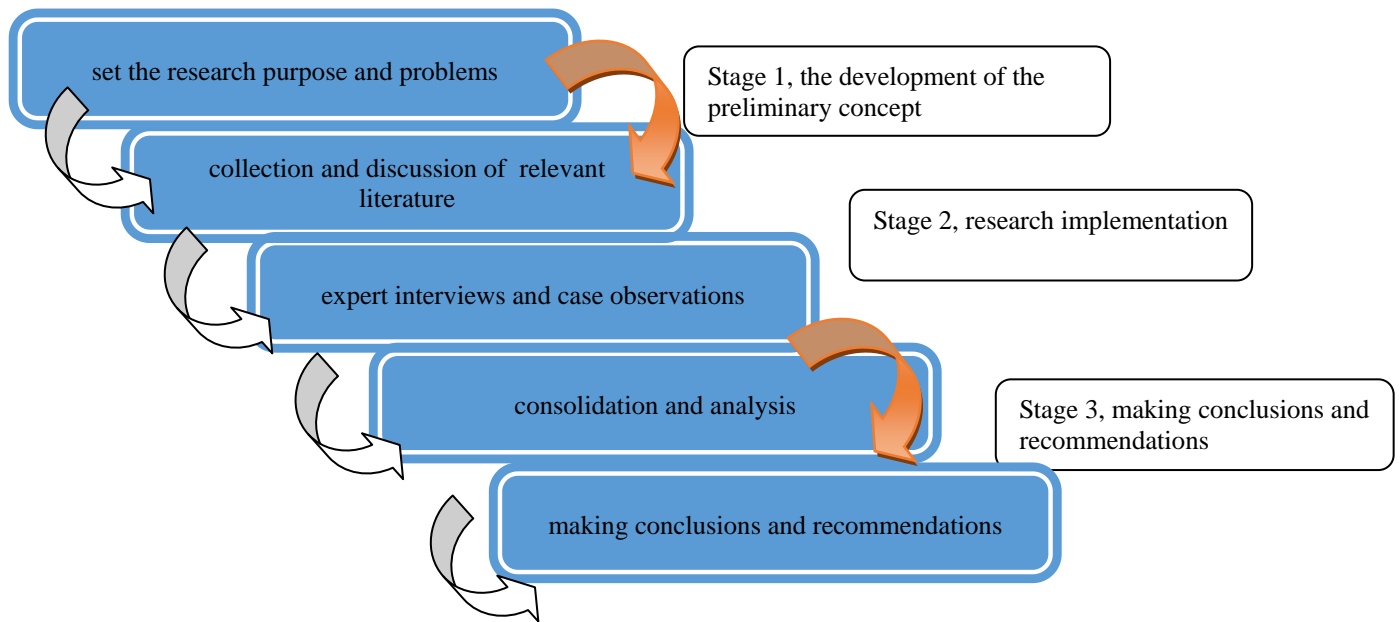 set the research purpose and problems
Stage 1, the development of the
preliminary concept
collection and discussion of relevant
literature
Stage 2, research implementation
expert interviews and case observations
consolidation and analysis
Stage 3, making conclusions and
recommendations
making conclusions and recommendations